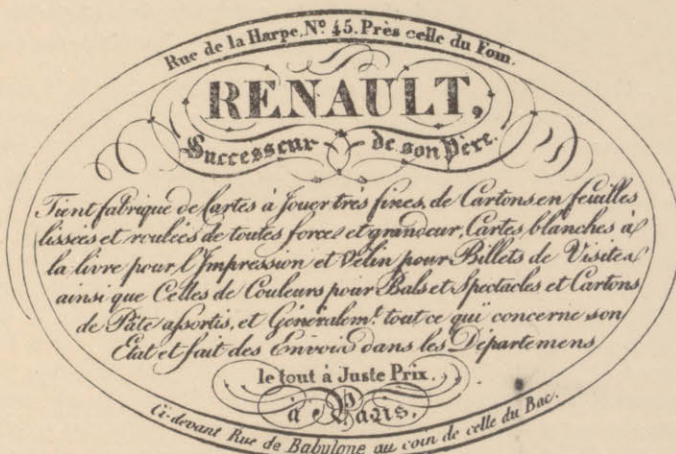 Rue de la Harpe, Nº 45. Près celle du Foin.
RENAULT,
Successeur de son Père.
Tient fabrique de Cartes à Jouer très fines, de Cartons en feuilles
lissées et roulées de toutes forces et grandeur, Cartes blanches à
la livre pour l'Impression et Vélin pour Billets de Visites
ainsi que Celles de Couleurs pour Bals et Spectacles et Cartons
de Pâte assortis, et Généralemt. tout ce qui concerne son
Etat et fait des Envois dans les Départemens
le tout à Juste Prix.
à Paris.
Ci-devant Rue de Babylone au coin de celle du Bac.